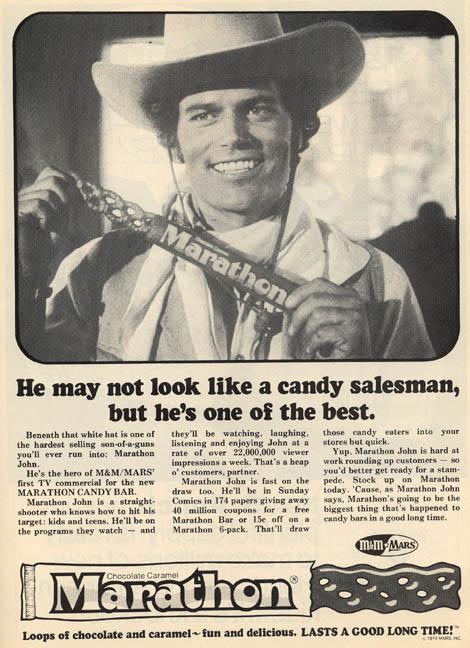 Marathon
He may not look like a candy salesman,
but he's one of the best.
Beneath that white hat is one of
the hardest selling son-of-a-guns
you'll ever run into: Marathon
John.
He's the hero of M&M/MARS'
first TV commercial for the new
MARATHON CANDY BAR.
Marathon John is a straight-
shooter who knows how to hit his
target: kids and teens. He'll be on
the programs they watch — and
they'll be watching, laughing,
listening and enjoying John at a
rate of over 22,000,000 viewer
impressions a week. That's a heap
o' customers, partner.
Marathon John is fast on the
draw too. He'll be in Sunday
Comics in 174 papers giving away
40 million coupons for a free
Marathon Bar or 15¢ off on a
Marathon 6-pack. That'll draw
those candy eaters into your
stores but quick.
Yup, Marathon John is hard at
work rounding up customers — so
you'd better get ready for a stam-
pede. Stock up on Marathon
today. 'Cause, as Marathon John
says, Marathon's going to be the
biggest thing that's happened to
candy bars in a good long time.
M&M/MARS
Chocolate Caramel
Marathon®
Loops of chocolate and caramel~fun and delicious. LASTS A GOOD LONG TIME!™
© 1974 MARS, INC.